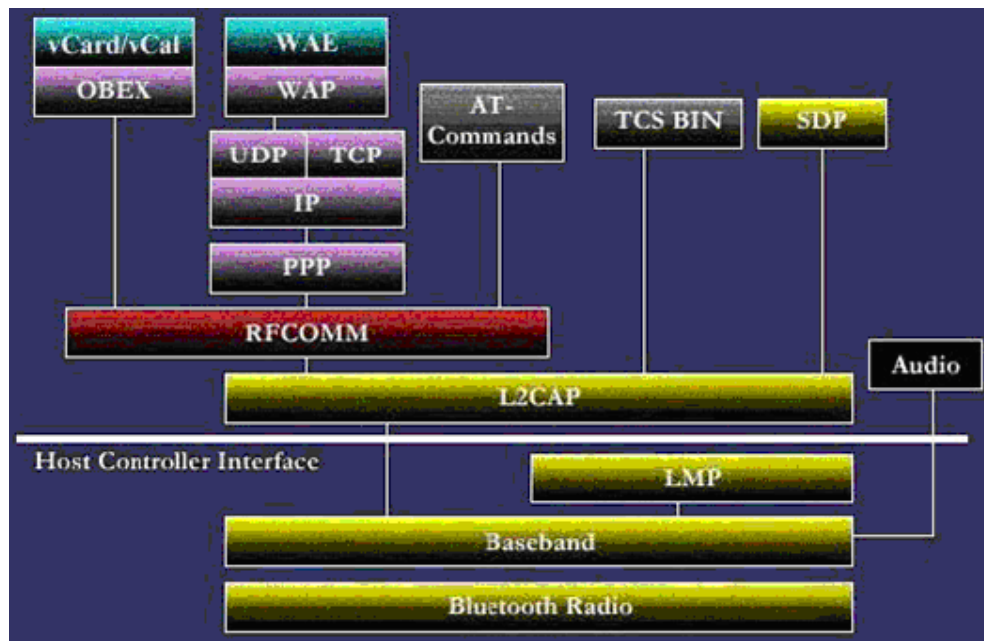 vCard/vCal
OBEX
WAE
WAP
UDP
TCP
IP
PPP
AT-
Commands
TCS BIN
SDP
RFCOMM
Audio
L2CAP
Host Controller Interface
LMP
Baseband
Bluetooth Radio